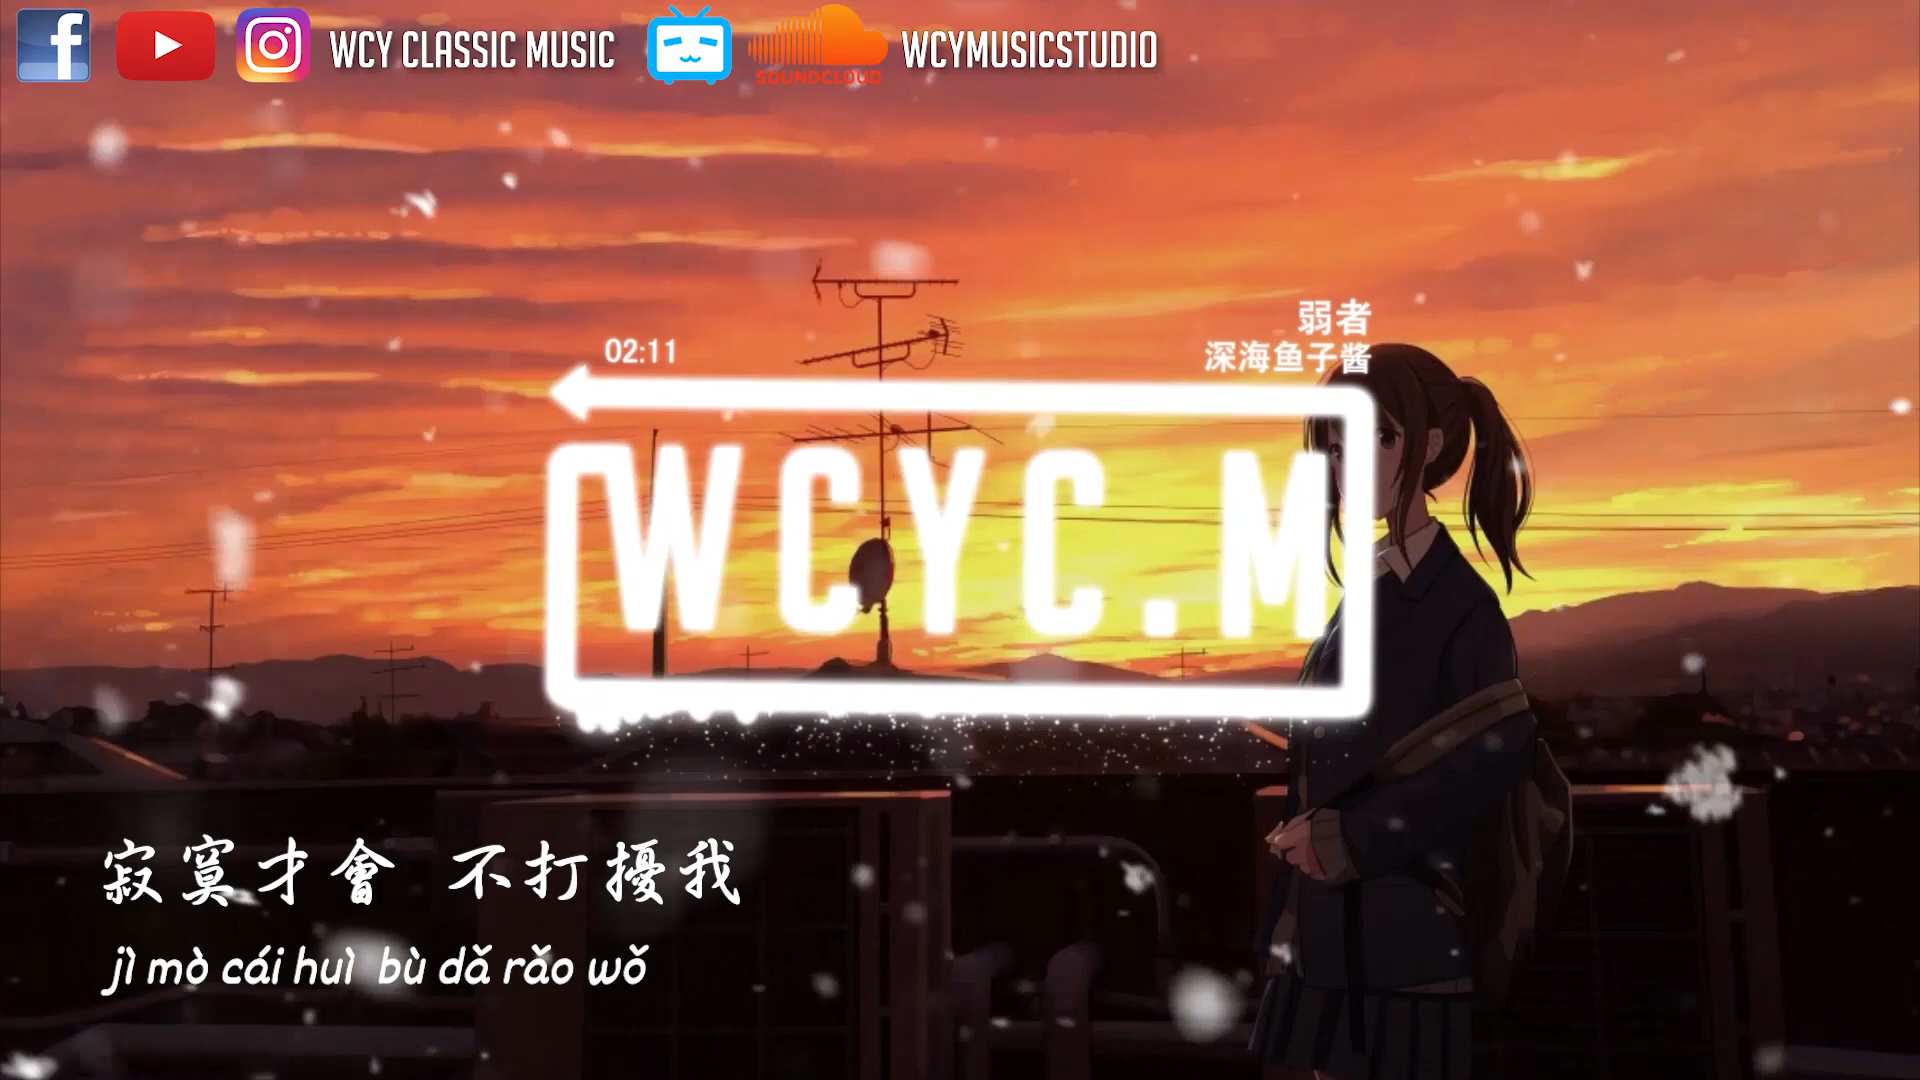 WCY CLASSIC MUSIC
SOUNDCLOUD
WCYMUSICSTUDIO
弱者
02:11
深海鱼子酱
WCYC.M
寂寞才會 不打擾我
jì mò cái huì bù dǎ rǎo wǒ